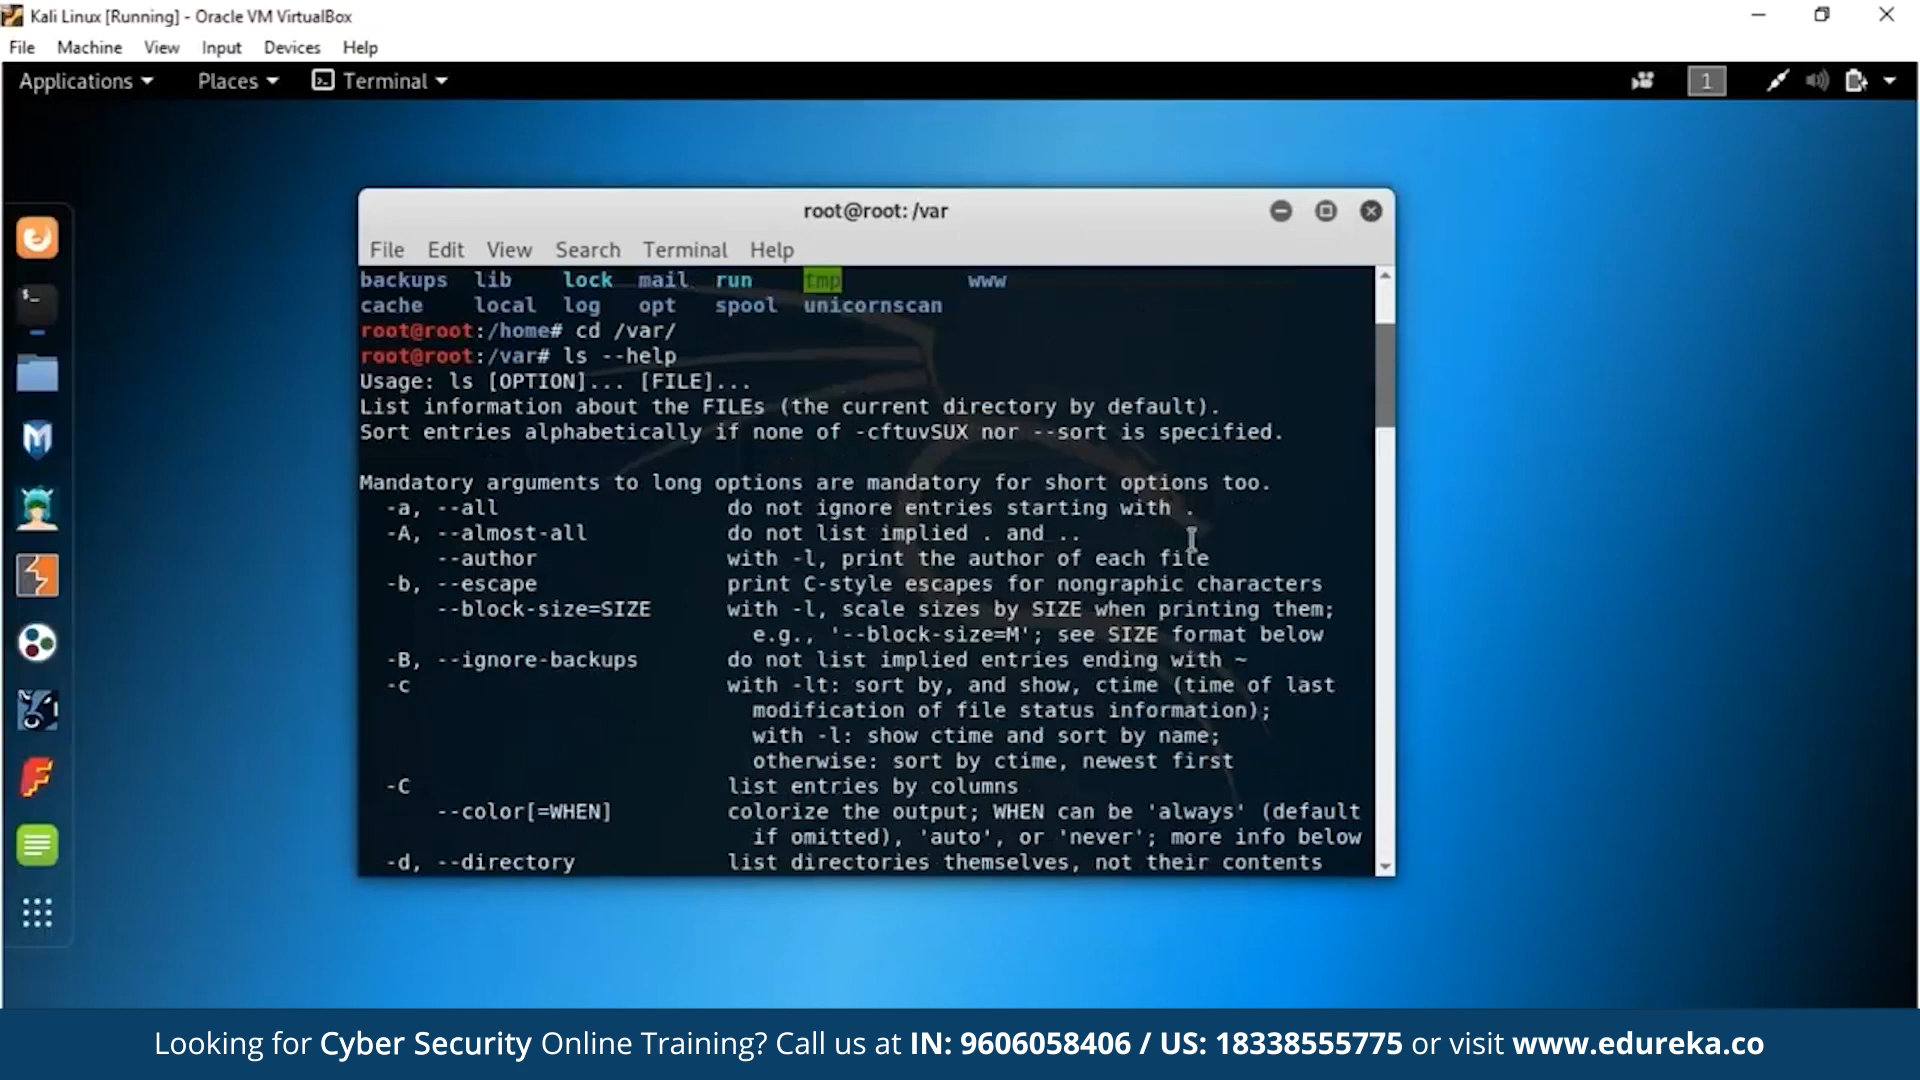 Kali Linux [Running] - Oracle VM VirtualBox
File Machine View Input Devices Help
Applications Places Terminal 1
root@root: /var
File Edit View Search Terminal Help
backups lib lock mail run tmp www
cache local log opt spool unicornscan
root@root:/home# cd /var/
root@root:/var# ls --help
Usage: ls [OPTION]... [FILE]...
List information about the FILEs (the current directory by default).
Sort entries alphabetically if none of -cftuvSUX nor --sort is specified.
Mandatory arguments to long options are mandatory for short options too.
-a, --all do not ignore entries starting with .
-A, --almost-all do not list implied . and ..
--author with -l, print the author of each file
-b, --escape print C-style escapes for nongraphic characters
--block-size=SIZE with -l, scale sizes by SIZE when printing them;
e.g., '--block-size=M'; see SIZE format below
-B, --ignore-backups do not list implied entries ending with ~
-c with -lt: sort by, and show, ctime (time of last
modification of file status information);
with -l: show ctime and sort by name;
otherwise: sort by ctime, newest first
-C list entries by columns
--color[=WHEN] colorize the output; WHEN can be 'always' (default
if omitted), 'auto', or 'never'; more info below
-d, --directory list directories themselves, not their contents
Looking for Cyber Security Online Training? Call us at IN: 9606058406 / US: 18338555775 or visit www.edureka.co